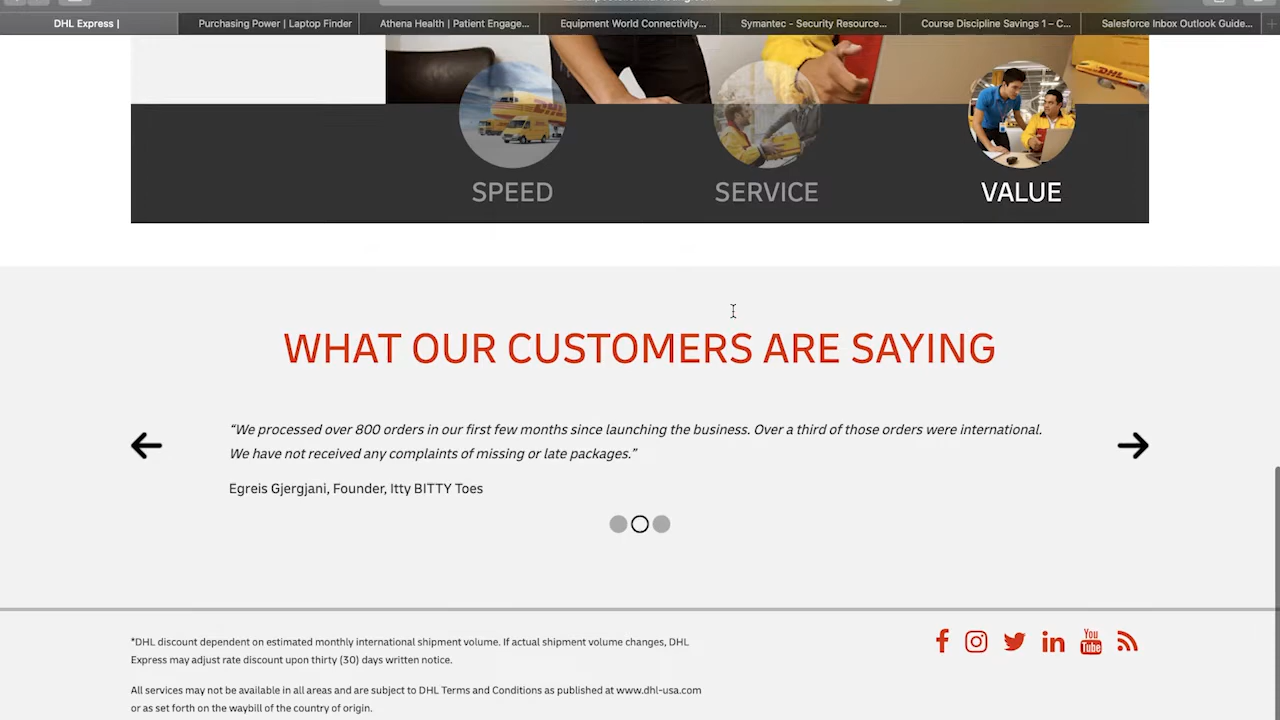 DHL Express |
Purchasing Power | Laptop Finder
Athena Health | Patient Engage...
Equipment World Connectivity...
Symantec - Security Resource...
Course Discipline Savings 1 – C...
Salesforce Inbox Outlook Guide...
DHL
DHL
SPEED
SERVICE
VALUE
WHAT OUR CUSTOMERS ARE SAYING
“We processed over 800 orders in our first few months since launching the business. Over a third of those orders were international.
We have not received any complaints of missing or late packages.”
Egreis Gjergjani, Founder, Itty BITTY Toes
*DHL discount dependent on estimated monthly international shipment volume. If actual shipment volume changes, DHL
Express may adjust rate discount upon thirty (30) days written notice.
You
Tube
All services may not be available in all areas and are subject to DHL Terms and Conditions as published at www.dhl-usa.com
or as set forth on the waybill of the country of origin.